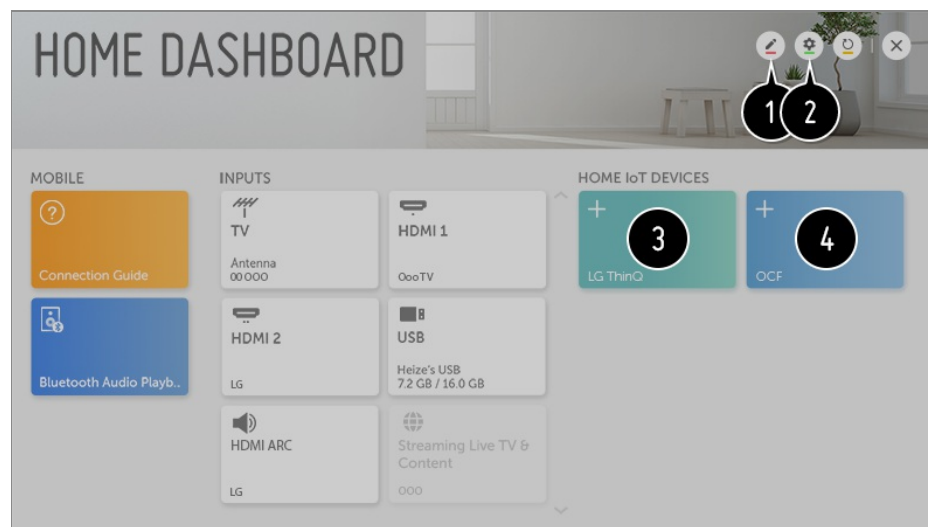 HOME DASHBOARD
1
2
MOBILE
INPUTS
HOME IoT DEVICES
Connection Guide
TV
Antenna
00 000
HDMI 1
OooTV
3
LG ThinQ
4
OCF
Bluetooth Audio Playb..
HDMI 2
LG
USB
Heize's USB
7.2 GB / 16.0 GB
HDMI ARC
LG
Streaming Live TV &
Content
000